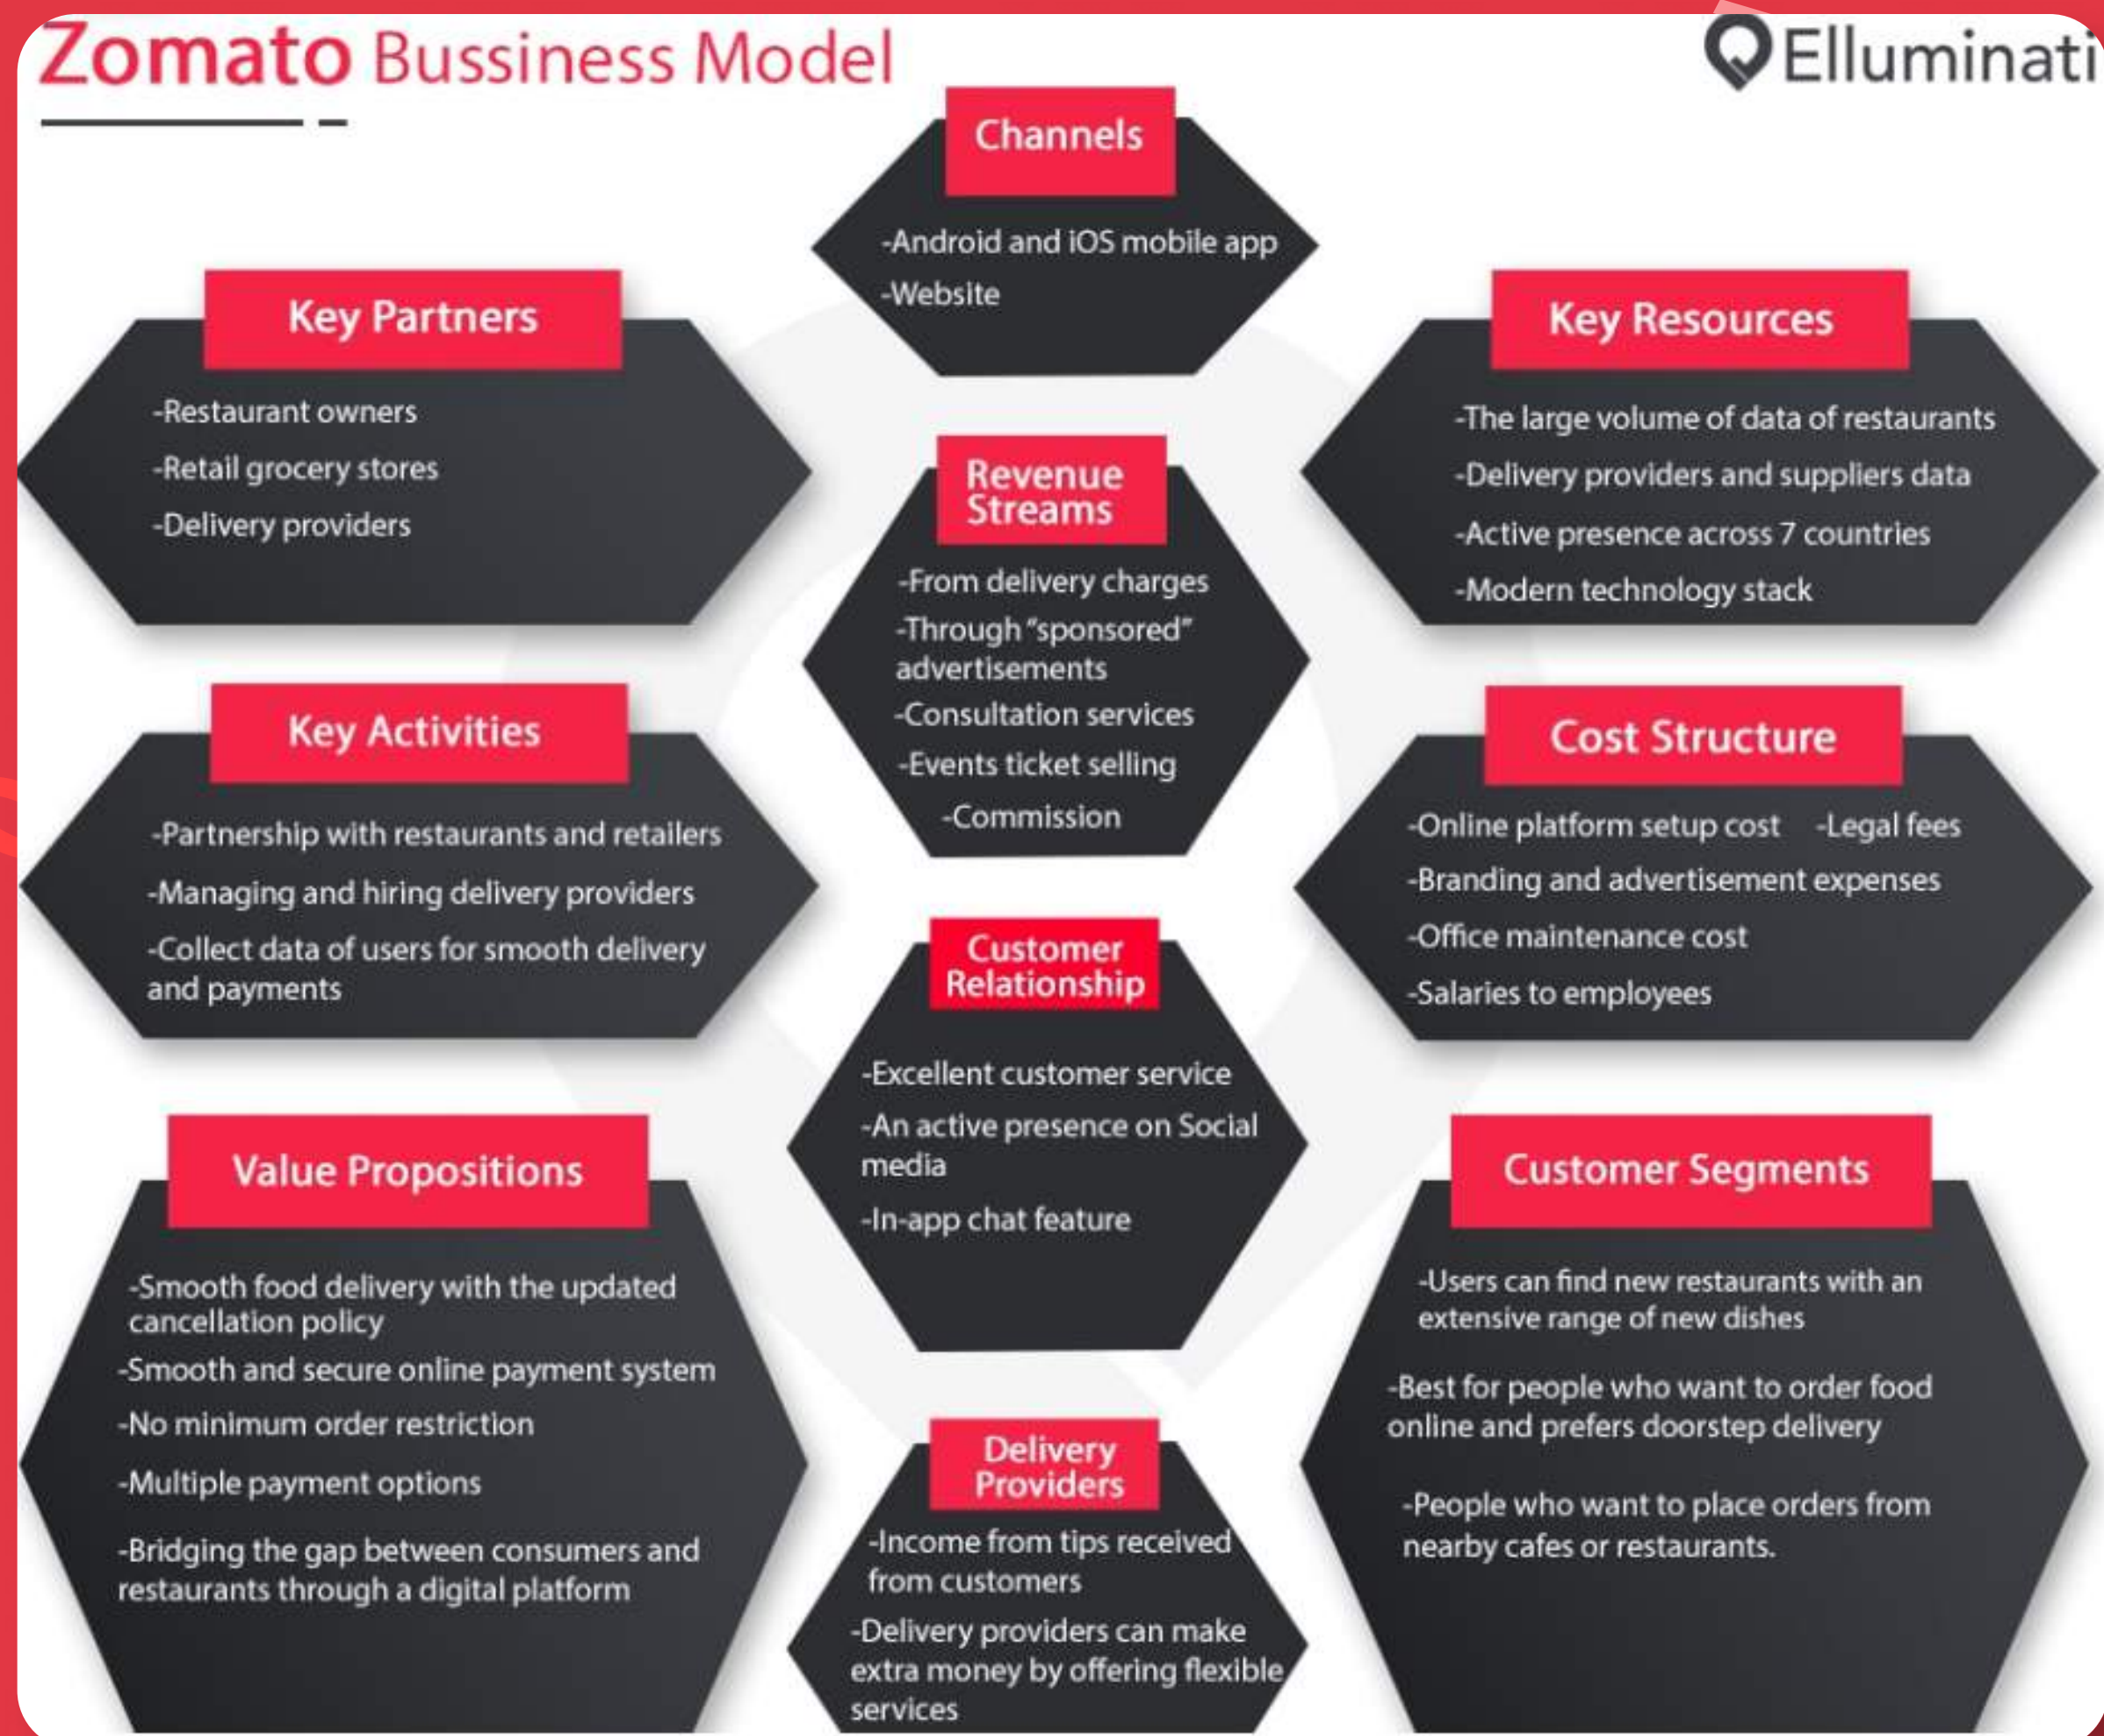 Zomato Bussiness Model
Elluminati
Channels
-Android and iOS mobile app
-Website
Key Partners
-Restaurant owners
-Retail grocery stores
-Delivery providers
Key Resources
-The large volume of data of restaurants
-Delivery providers and suppliers data
-Active presence across 7 countries
-Modern technology stack
Revenue
Streams
-From delivery charges
-Through “sponsored”
advertisements
-Consultation services
-Events ticket selling
-Commission
Key Activities
-Partnership with restaurants and retailers
-Managing and hiring delivery providers
-Collect data of users for smooth delivery
and payments
Cost Structure
-Online platform setup cost -Legal fees
-Branding and advertisement expenses
-Office maintenance cost
-Salaries to employees
Customer
Relationship
-Excellent customer service
-An active presence on Social
media
-In-app chat feature
Value Propositions
-Smooth food delivery with the updated
cancellation policy
-Smooth and secure online payment system
-No minimum order restriction
-Multiple payment options
-Bridging the gap between consumers and
restaurants through a digital platform
Customer Segments
-Users can find new restaurants with an
extensive range of new dishes
-Best for people who want to order food
online and prefers doorstep delivery
-People who want to place orders from
nearby cafes or restaurants.
Delivery
Providers
-Income from tips received
from customers
-Delivery providers can make
extra money by offering flexible
services